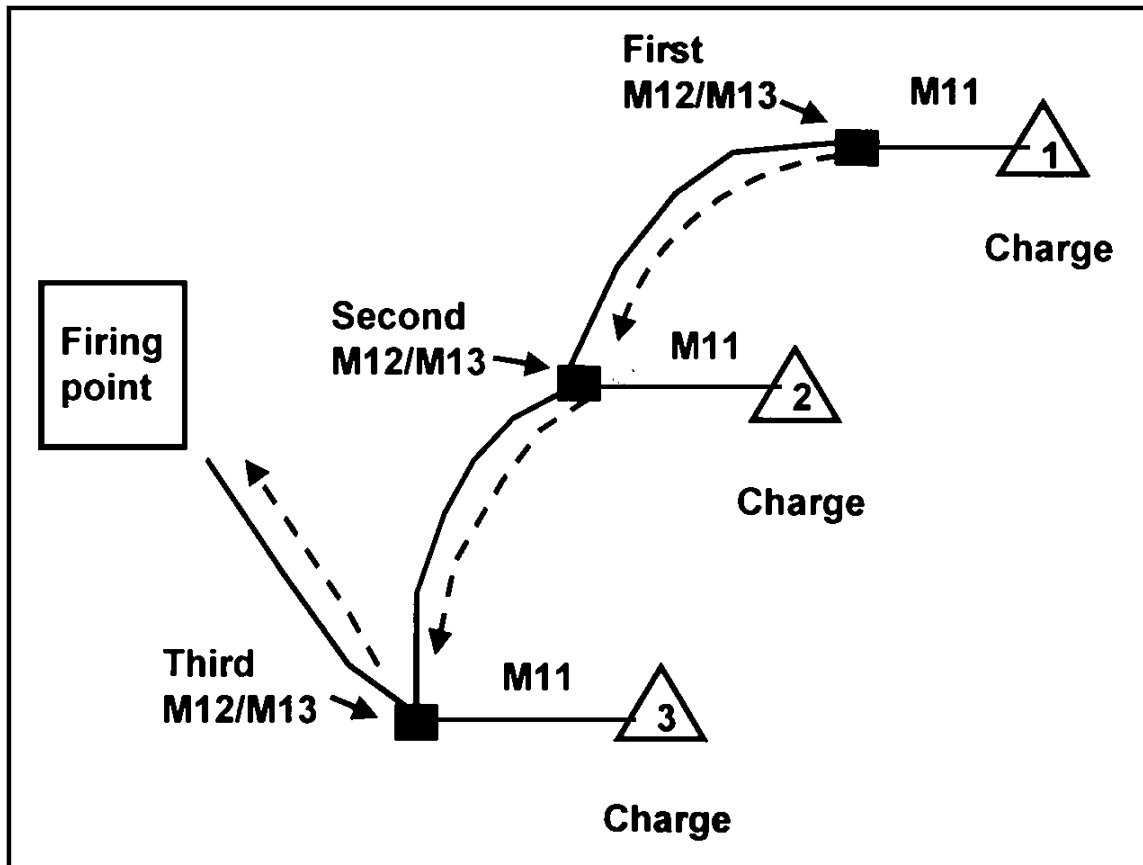 First
M12/M13
M11
1
Charge
Firing
point
Second
M12/M13
M11
2
Charge
Third
M12/M13
M11
3
Charge